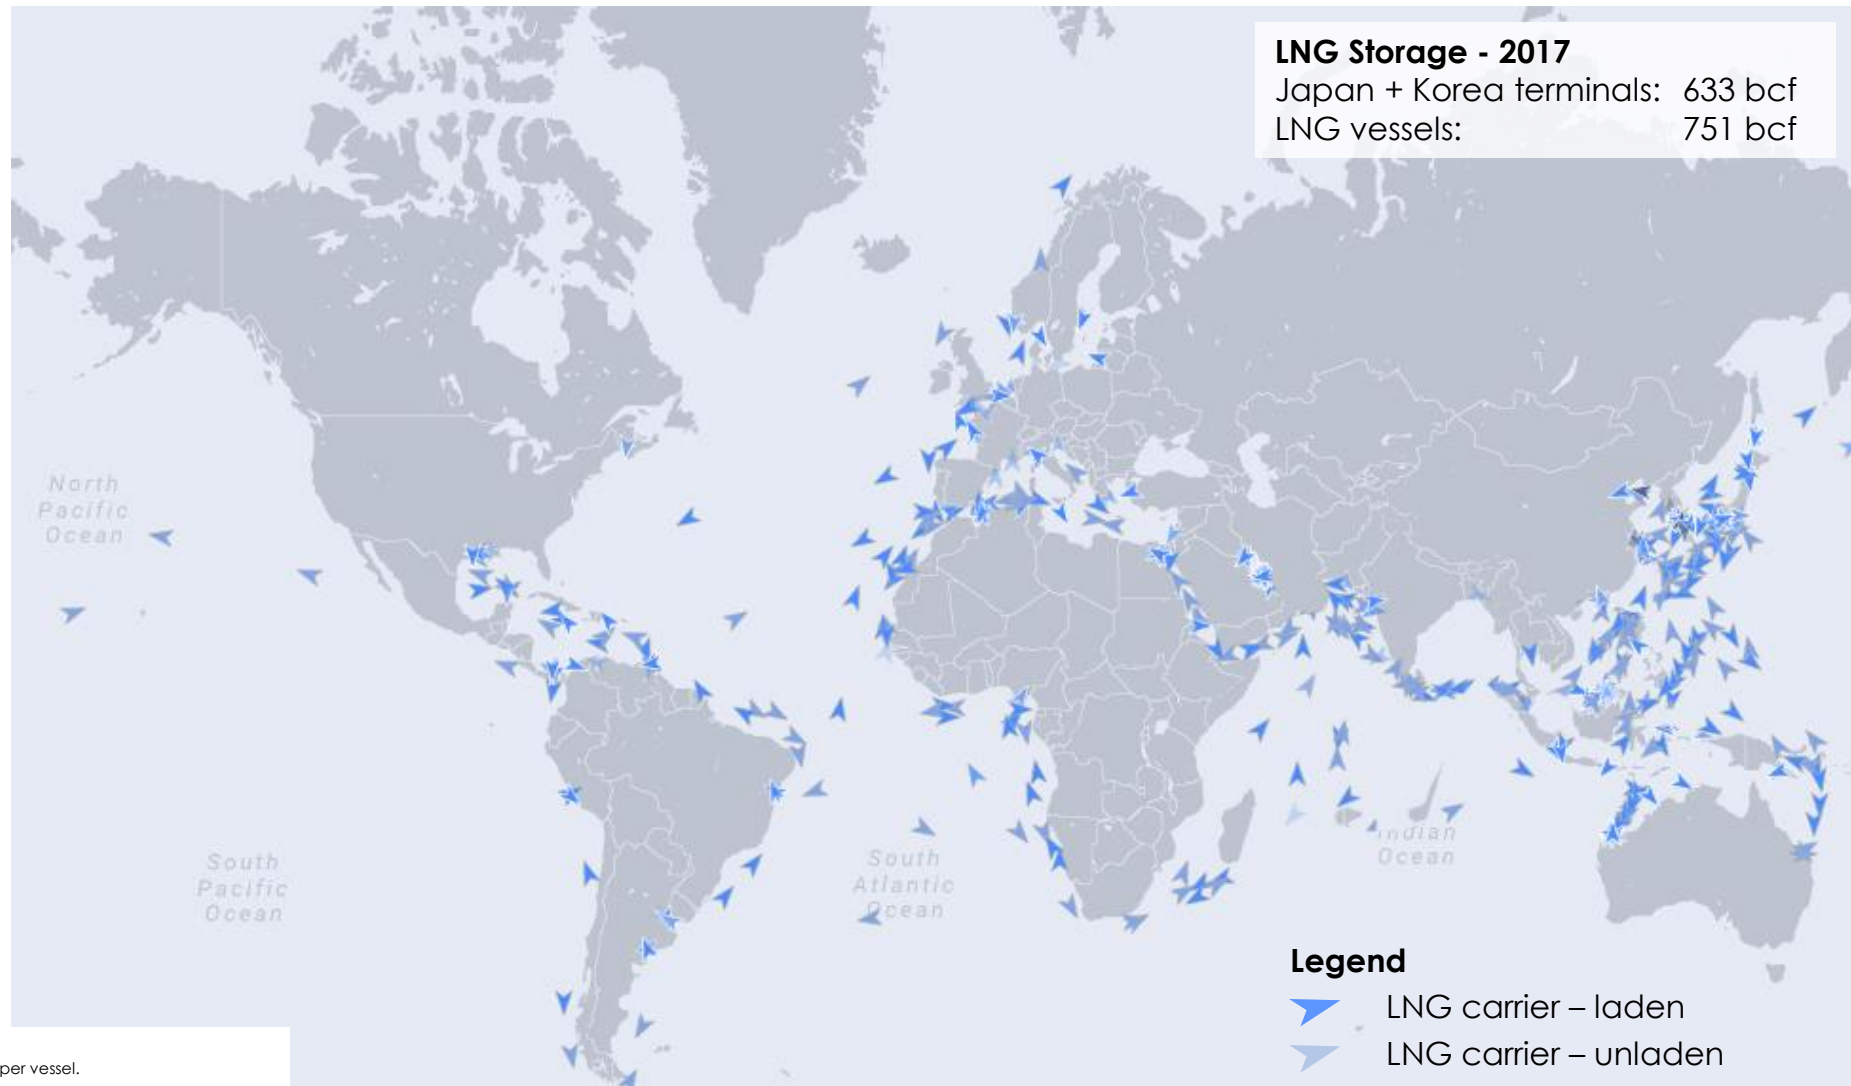 LNG Storage - 2017
Japan + Korea terminals: 633 bcf
LNG vessels: 751 bcf
North
Pacific
Ocean
South
Pacific
Ocean
South
Atlantic
Ocean
Indian
Ocean
Legend
LNG carrier – laden
LNG carrier – unladen
per vessel.